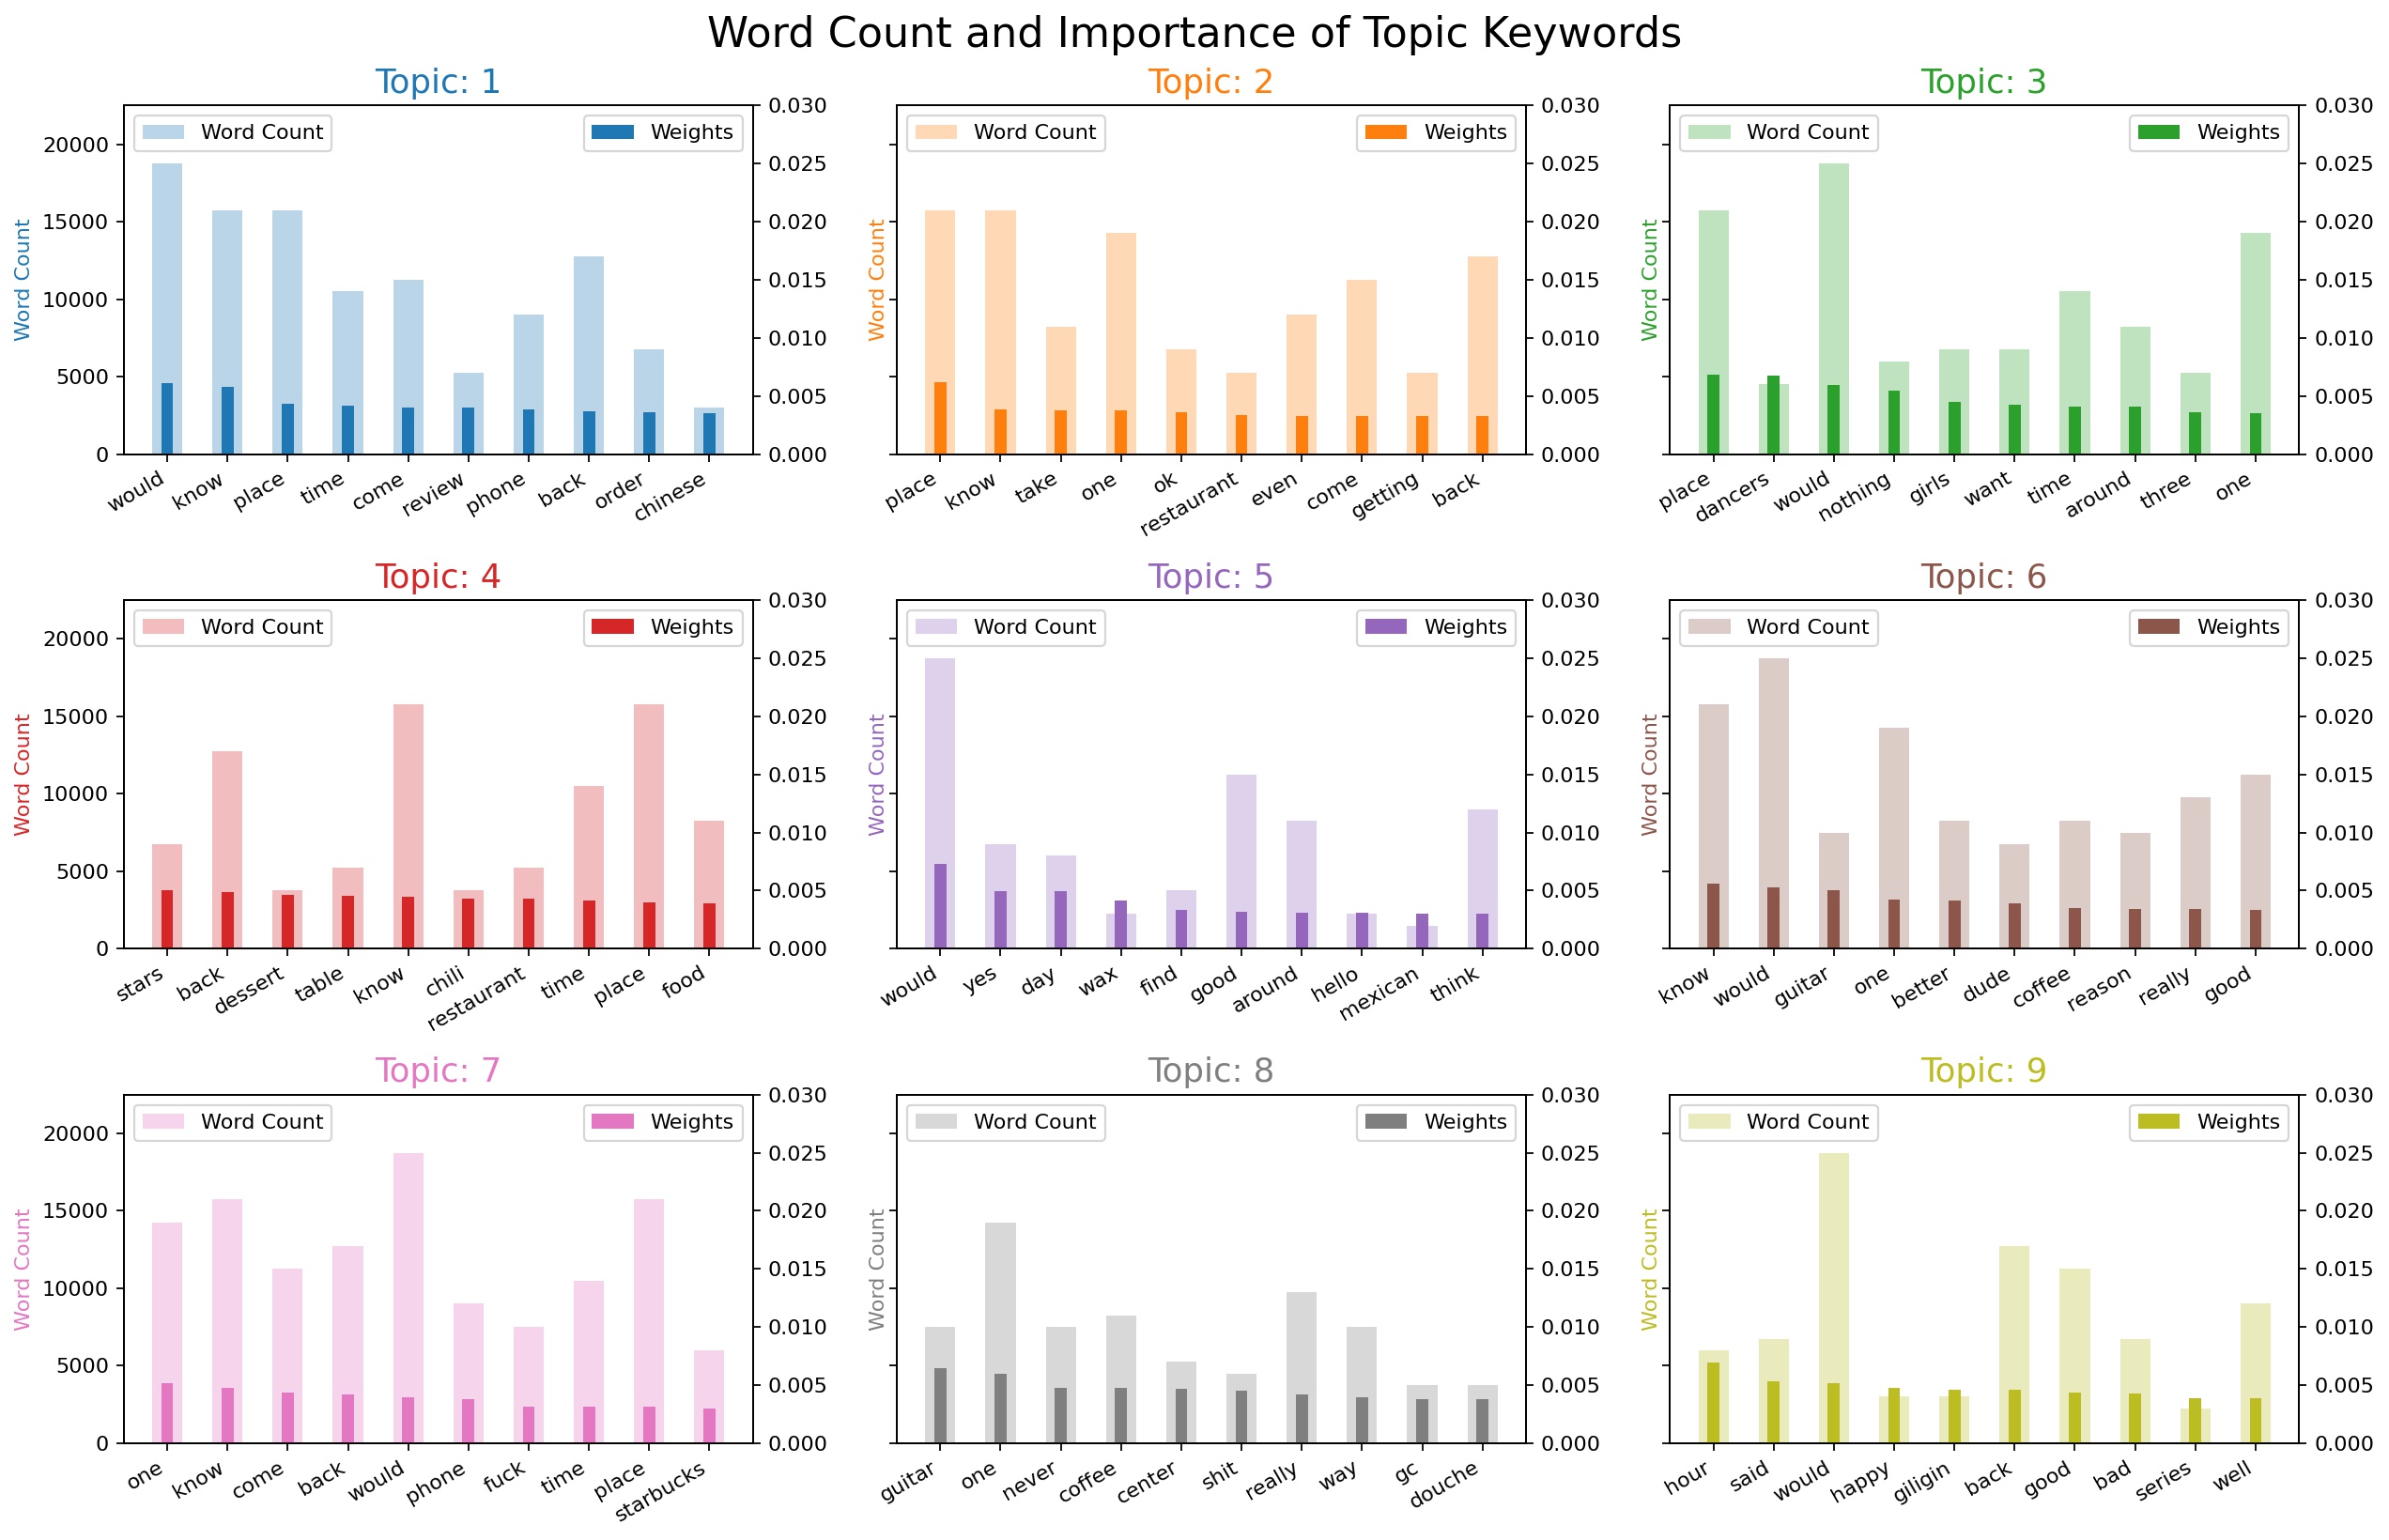 Word Count and Importance of Topic Keywords
Topic: 1
Word Count
Weights
Word Count
20000
15000
10000
5000
0
0.030
0.025
0.020
0.015
0.010
0.005
0.000
would know place time come review phone back order chinese
Topic: 2
Word Count
Weights
Word Count
0.030
0.025
0.020
0.015
0.010
0.005
0.000
place know take one ok restaurant even come getting back
Topic: 3
Word Count
Weights
Word Count
0.030
0.025
0.020
0.015
0.010
0.005
0.000
place dancers would nothing girls want time around three one
Topic: 4
Word Count
Weights
Word Count
20000
15000
10000
5000
0
0.030
0.025
0.020
0.015
0.010
0.005
0.000
stars back dessert table know chili restaurant time place food
Topic: 5
Word Count
Weights
Word Count
0.030
0.025
0.020
0.015
0.010
0.005
0.000
would yes day wax find good around hello mexican think
Topic: 6
Word Count
Weights
Word Count
0.030
0.025
0.020
0.015
0.010
0.005
0.000
know would guitar one better dude coffee reason really good
Topic: 7
Word Count
Weights
Word Count
20000
15000
10000
5000
0
0.030
0.025
0.020
0.015
0.010
0.005
0.000
one know come back would phone fuck time place starbucks
Topic: 8
Word Count
Weights
Word Count
0.030
0.025
0.020
0.015
0.010
0.005
0.000
guitar one never coffee center shit really way gc douche
Topic: 9
Word Count
Weights
Word Count
0.030
0.025
0.020
0.015
0.010
0.005
0.000
hour said would happy giligin back good bad series well